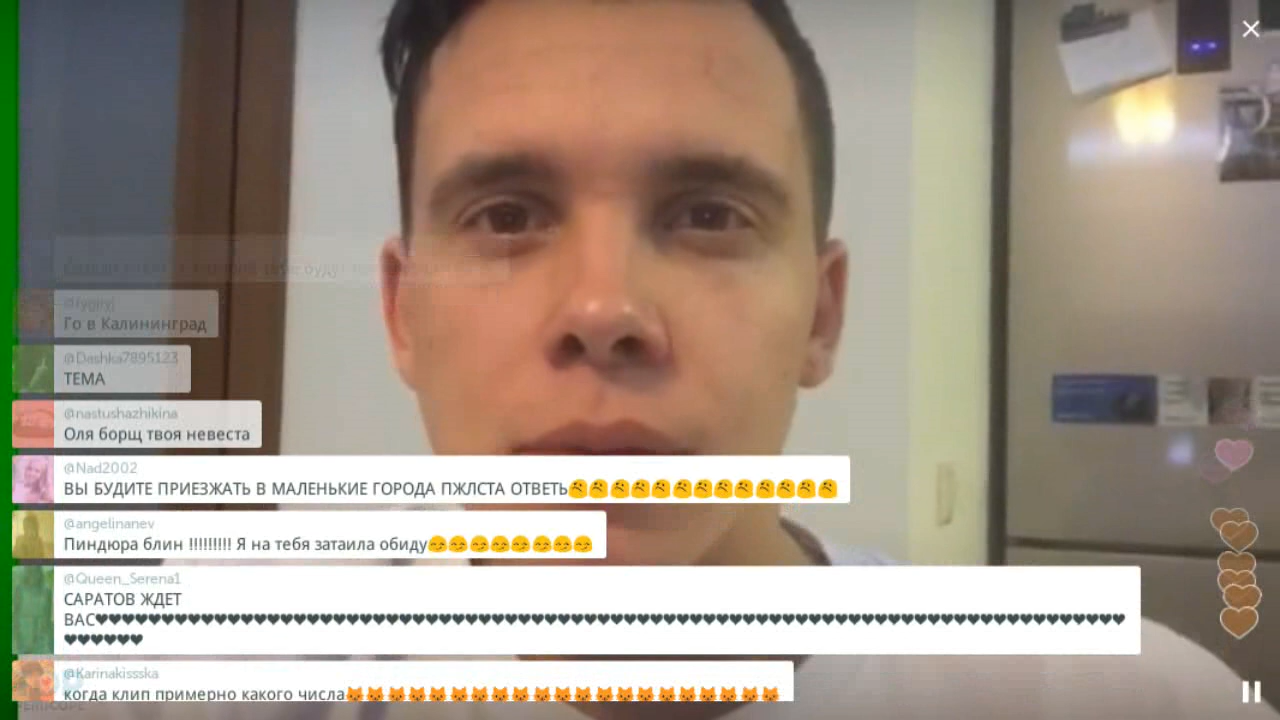 Го в Калининград
@Dashka7895123
ТЕМА
@nastushazhikina
Оля борщ твоя невеста
@Nad2002
ВЫ БУДИТЕ ПРИЕЗЖАТЬ В МАЛЕНЬКИЕ ГОРОДА ПЖЛСТА ОТВЕТЬ
@angelinanev
Пиндюра блин !!!!!!!!! Я на тебя затаила обиду
@Queen_Serena1
САРАТОВ ЖДЕТ
ВАС
@Karinakissska
когда клип примерно какого числа